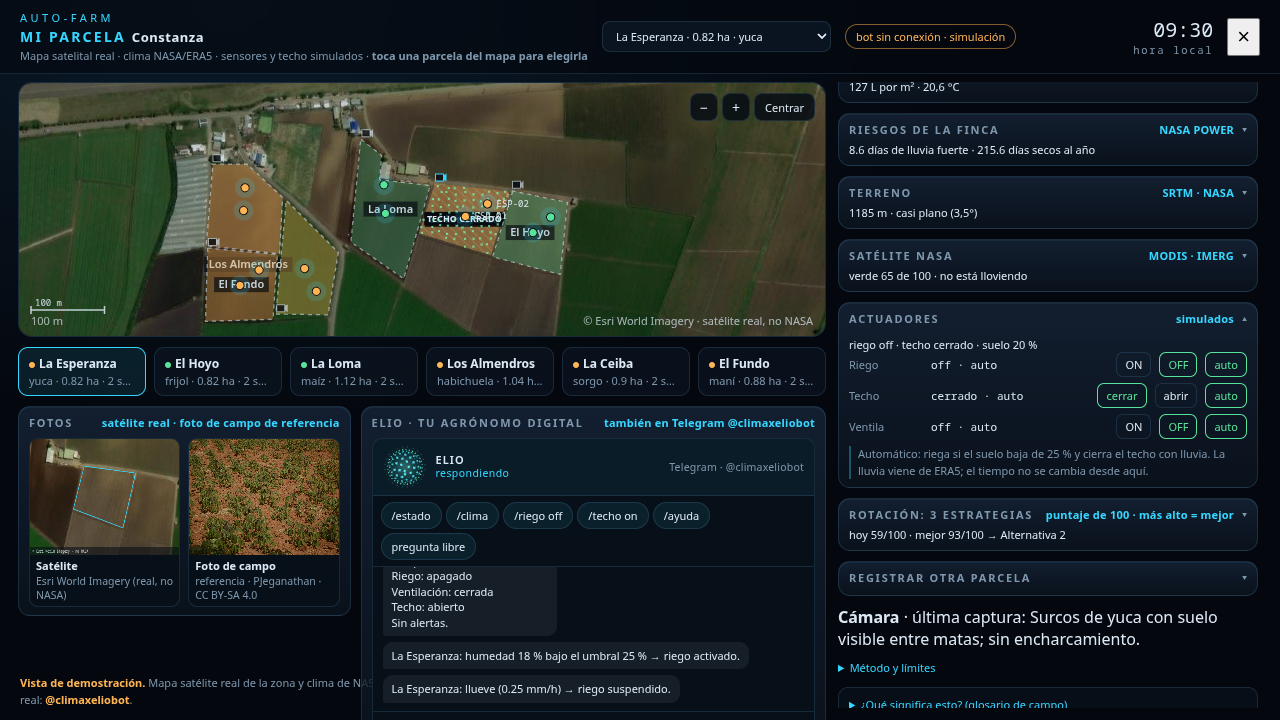 AUTO-FARM
MI PARCELA Constanza
Mapa satelital real · clima NASA/ERA5 · sensores y techo simulados · toca una parcela del mapa para elegirla
La Esperanza · 0.82 ha · yuca
bot sin conexión · simulación
09:30
hora local
✕
− + Centrar
La Loma
ESP-02
ESP-01
TECHO CERRADO
El Hoyo
Los Almendros
El Fundo
100 m
100 m
© Esri World Imagery · satélite real, no NASA
La Esperanza
yuca · 0.82 ha · 2 s...
El Hoyo
frijol · 0.82 ha · 2 s...
La Loma
maíz · 1.12 ha · 2 s...
Los Almendros
habichuela · 1.04 h...
La Ceiba
sorgo · 0.9 ha · 2 s...
El Fundo
maní · 0.88 ha · 2 s...
FOTOS satélite real · foto de campo de referencia
Satélite
Esri World Imagery (real, no NASA)
Foto de campo
referencia · PJeganathan · CC BY-SA 4.0
Vista de demostración. Mapa satélite real de la zona y clima de NAS
real: @climaxeliobot.
ELIO · TU AGRÓNOMO DIGITAL también en Telegram @climaxeliobot
ELIO
respondiendo
Telegram · @climaxeliobot
/estado /clima /riego off /techo on /ayuda
pregunta libre
Riego: apagado
Ventilación: cerrada
Techo: abierto
Sin alertas.
La Esperanza: humedad 18 % bajo el umbral 25 % → riego activado.
La Esperanza: llueve (0.25 mm/h) → riego suspendido.
127 L por m² · 20,6 °C
RIESGOS DE LA FINCA NASA POWER ▾
8.6 días de lluvia fuerte · 215.6 días secos al año
TERRENO SRTM · NASA ▾
1185 m · casi plano (3,5°)
SATÉLITE NASA MODIS · IMERG ▾
verde 65 de 100 · no está lloviendo
ACTUADORES simulados ▴
riego off · techo cerrado · suelo 20 %
Riego off · auto ON OFF auto
Techo cerrado · auto cerrar abrir auto
Ventila off · auto ON OFF auto
Automático: riega si el suelo baja de 25 % y cierra el techo con lluvia. La
lluvia viene de ERA5; el tiempo no se cambia desde aquí.
ROTACIÓN: 3 ESTRATEGIAS puntaje de 100 · más alto = mejor ▾
hoy 59/100 · mejor 93/100 → Alternativa 2
REGISTRAR OTRA PARCELA ▾
Cámara · última captura: Surcos de yuca con suelo
visible entre matas; sin encharcamiento.
▶ Método y límites
▶ ¿Qué significa esto? (glosario de campo)